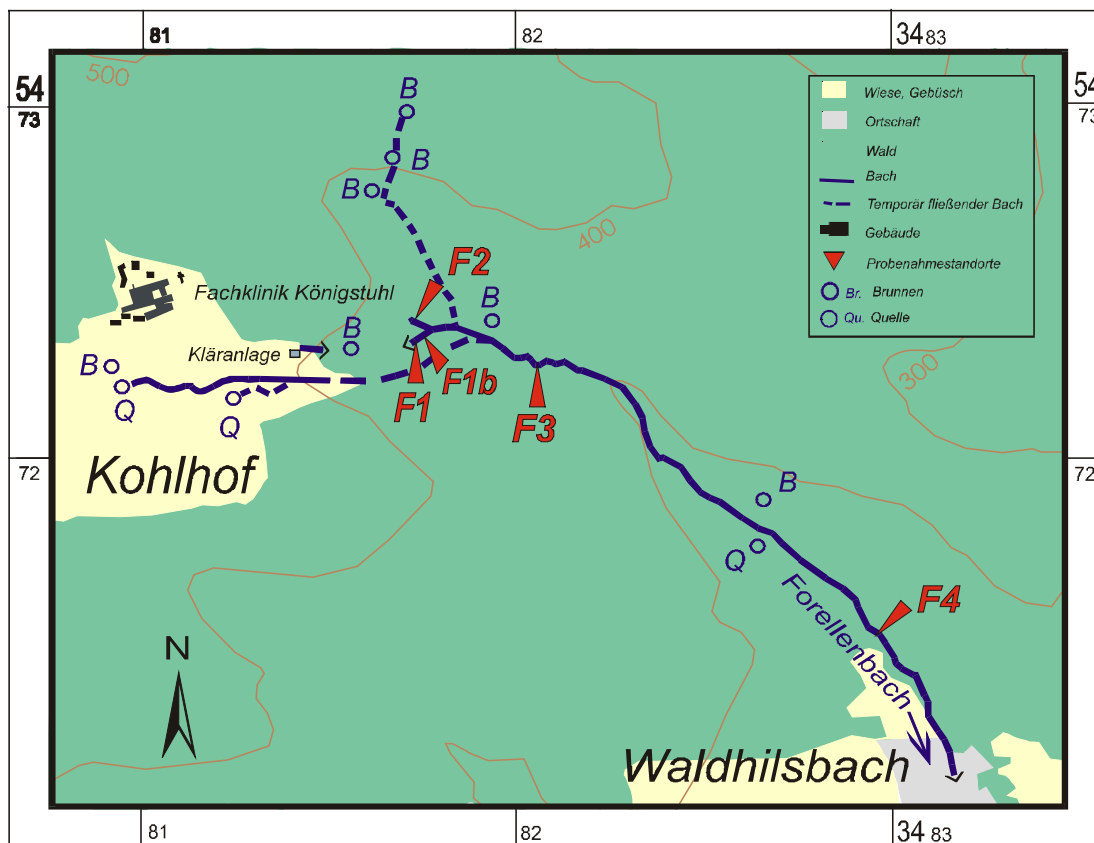 81
82
34 83
54
73
54
73
500
B
B
B
400
Wiese, Gebüsch
Ortschaft
Wald
Bach
Temporär fließender Bach
Gebäude
Probenahmestandorte
Br. Brunnen
Qu. Quelle
F2
Fachklinik Königstuhl
B
B
Kläranlage
B
Q
Q
F1
F1b
F3
300
72
72
Kohlhof
B
Q
Forellenbach
F4
N
Waldhilsbach
81
82
34 83